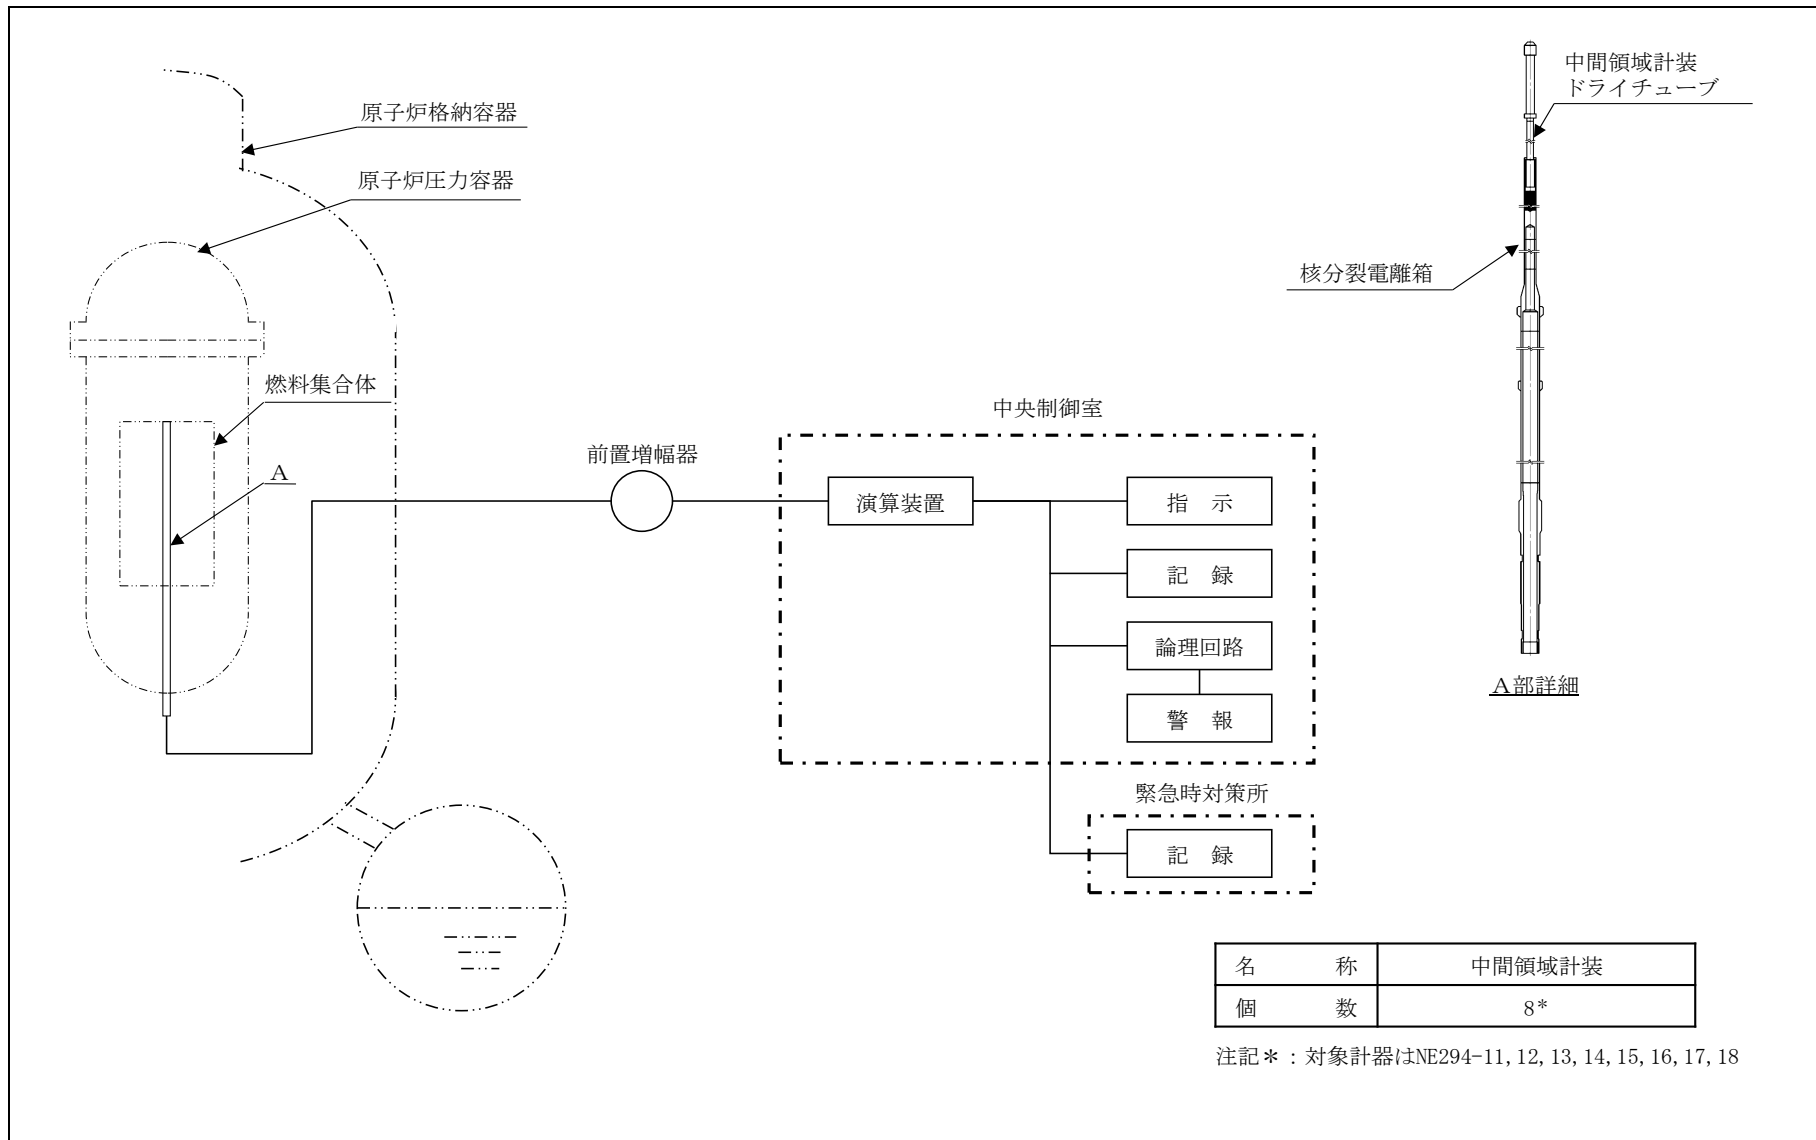 原子炉格納容器
原子炉圧力容器
燃料集合体
A
前置増幅器
中央制御室
演算装置
指 示
記 録
論理回路
警 報
緊急時対策所
記 録
中間領域計装
ドライチューブ
核分裂電離箱
A部詳細
名 称 中間領域計装
個 数 8*
注記*:対象計器はNE294-11,12,13,14,15,16,17,18